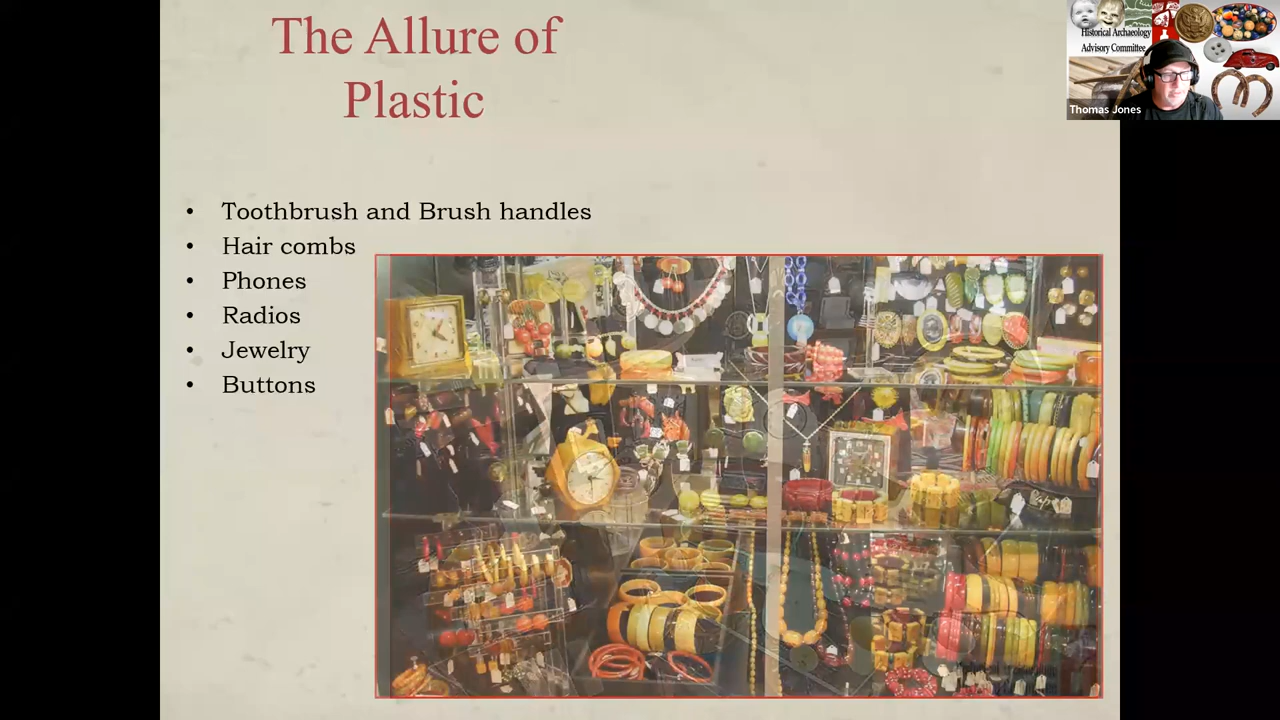 The Allure of
Plastic
Historical Archaeology
Advisory Committee
Thomas Jones
• Toothbrush and Brush handles
• Hair combs
• Phones
• Radios
• Jewelry
• Buttons